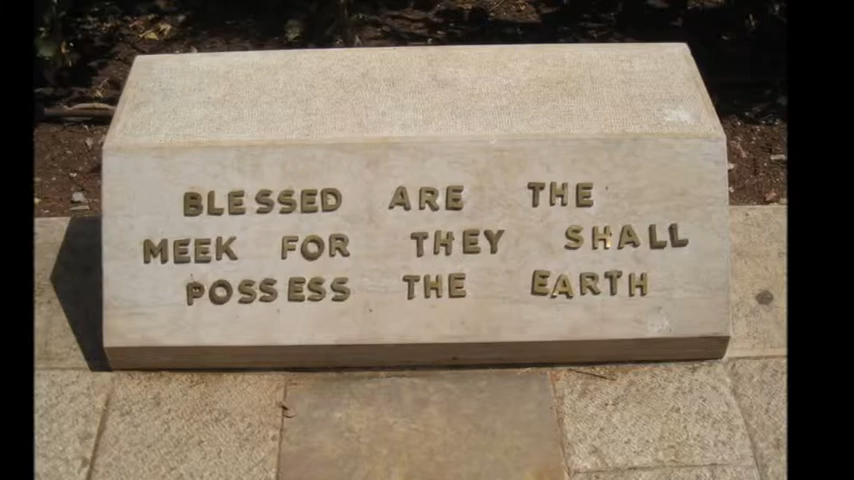 BLESSED ARE THE
MEEK FOR THEY SHALL
POSSESS THE EARTH